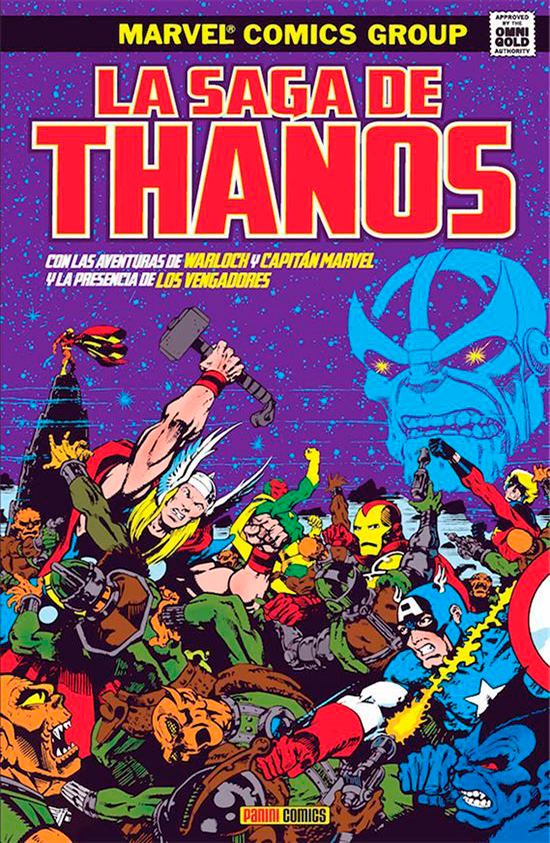 MARVEL® COMICS GROUP
APPROVED
BY THE
OMNI
GOLD
AUTHORITY
LA SAGA DE
THANOS
CON LAS AVENTURAS DE WARLOCK Y CAPITÁN MARVEL
Y LA PRESENCIA DE LOS VENGADORES
PANINI COMICS